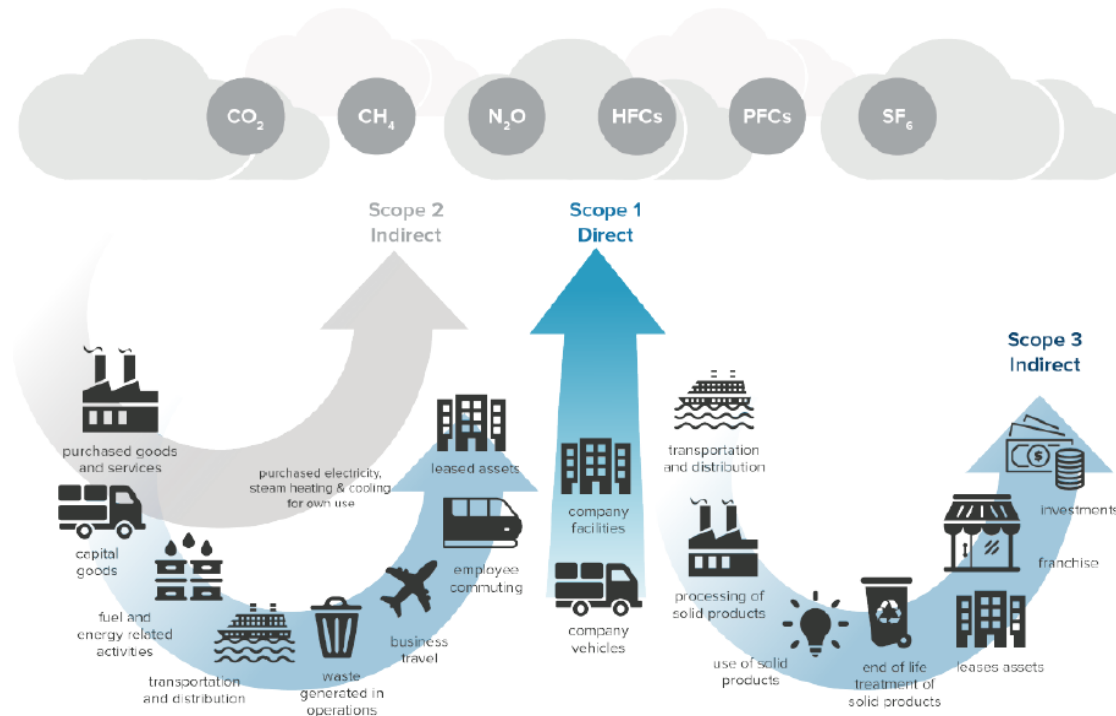 CO₂
CH₄
N₂O
HFCs
PFCs
SF₆
Scope 2
Indirect
Scope 1
Direct
Scope 3
Indirect
purchased goods
and services
capital
goods
fuel and
energy related
activities
transportation
and distribution
waste
generated in
operations
business
travel
employee
commuting
leased assets
purchased electricity,
steam heating & cooling
for own use
company
facilities
company
vehicles
transportation
and distribution
processing of
solid products
use of solid
products
end of life
treatment of
solid products
leases assets
franchise
investments